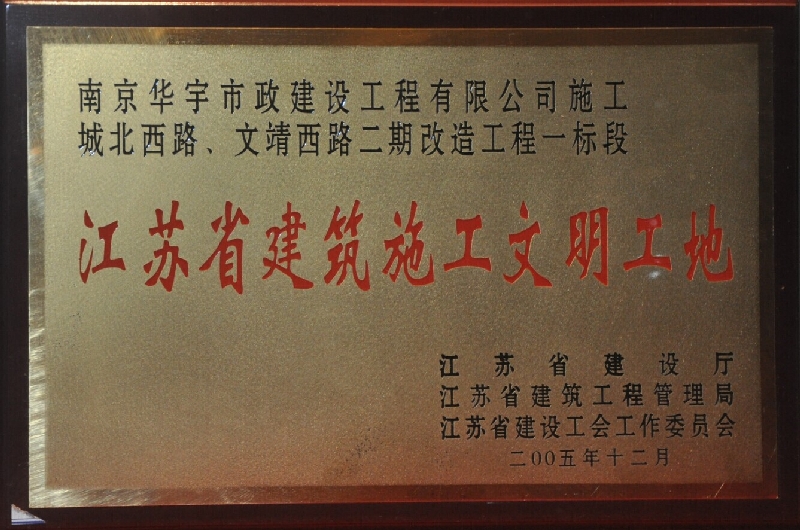 南京华宇市政建设工程有限公司施工
城北西路、文靖西路二期改造工程一标段
江苏省建筑施工文明工地
江苏省建设厅
江苏省建筑工程管理局
江苏省建设工会工作委员会
二00五年十二月